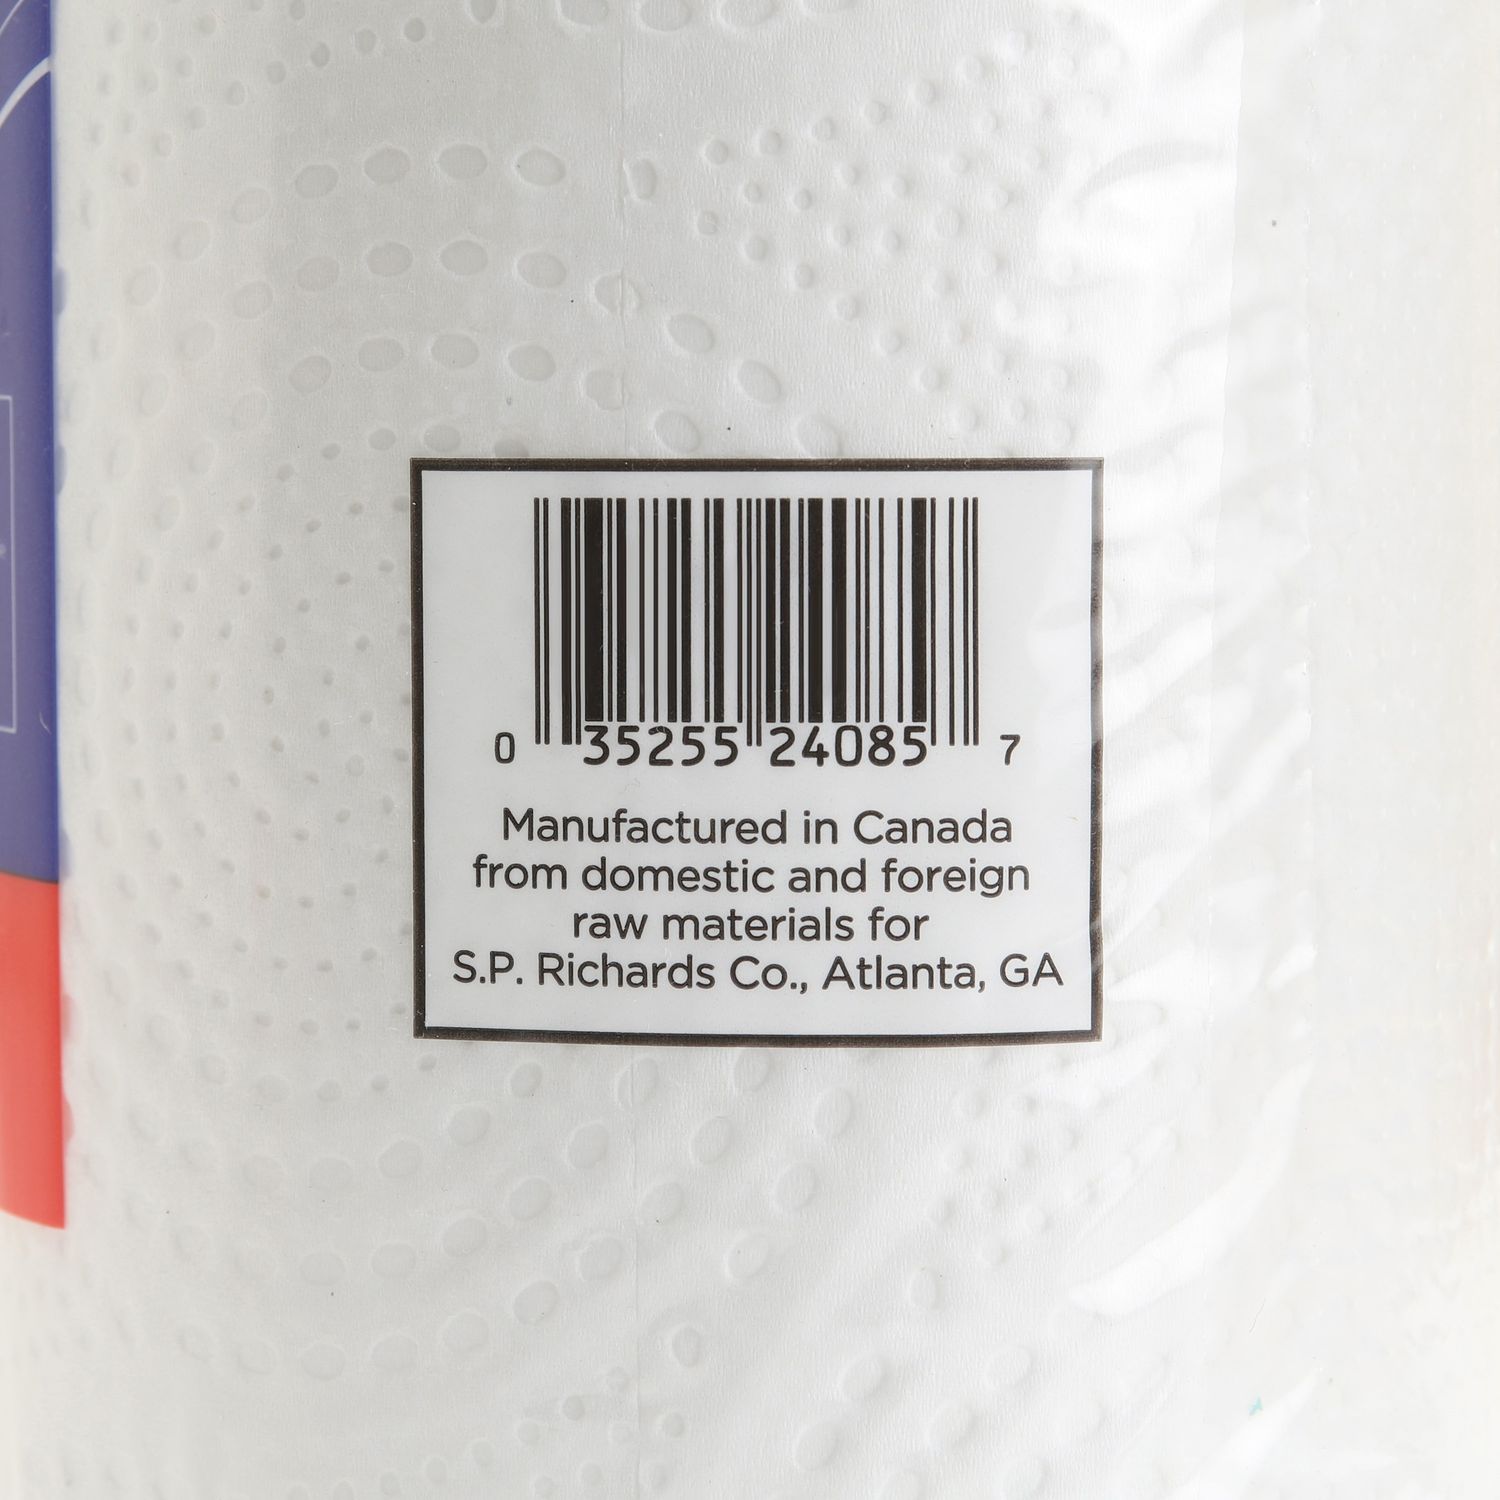 0 35255 24085 7
Manufactured in Canada
from domestic and foreign
raw materials for
S.P. Richards Co., Atlanta, GA